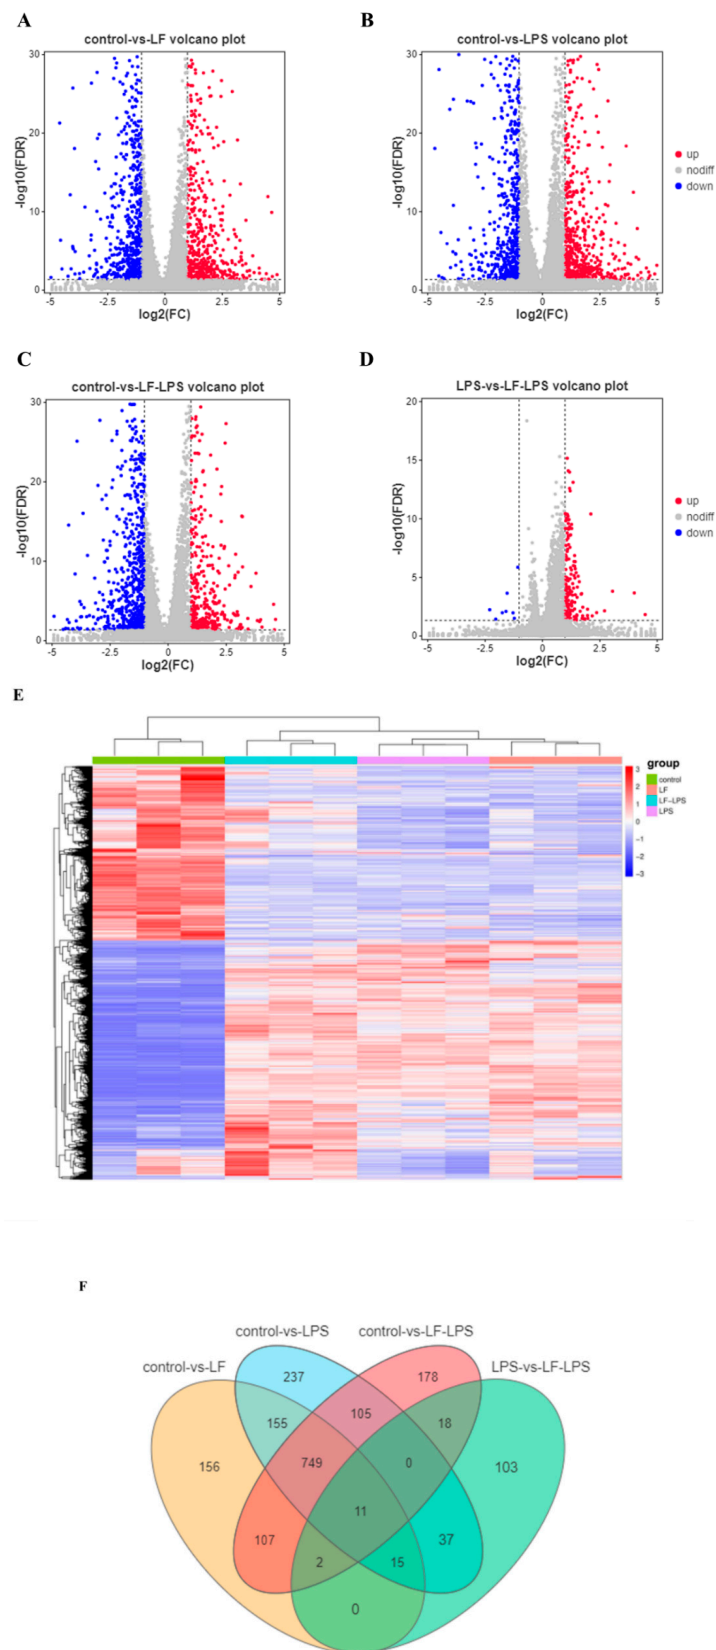 A
control-vs-LF volcano plot
30
20
10
0
-log10(FDR)
-5
-2.5
0
2.5
5
log2(FC)
B
control-vs-LPS volcano plot
30
20
10
0
-log10(FDR)
-5
-2.5
0
2.5
5
log2(FC)
up
nodiff
down
C
control-vs-LF-LPS volcano plot
30
20
10
0
-log10(FDR)
-5
-2.5
0
2.5
5
log2(FC)
D
LPS-vs-LF-LPS volcano plot
20
15
10
5
0
-log10(FDR)
-5
-2.5
0
2.5
5
log2(FC)
up
nodiff
down
E
group
control
LF
LF-LPS
LPS
3
2
1
0
-1
-2
-3
F
control-vs-LPS
control-vs-LF-LPS
control-vs-LF
LPS-vs-LF-LPS
237
178
155
105
18
156
749
0
103
11
107
37
2
15
0